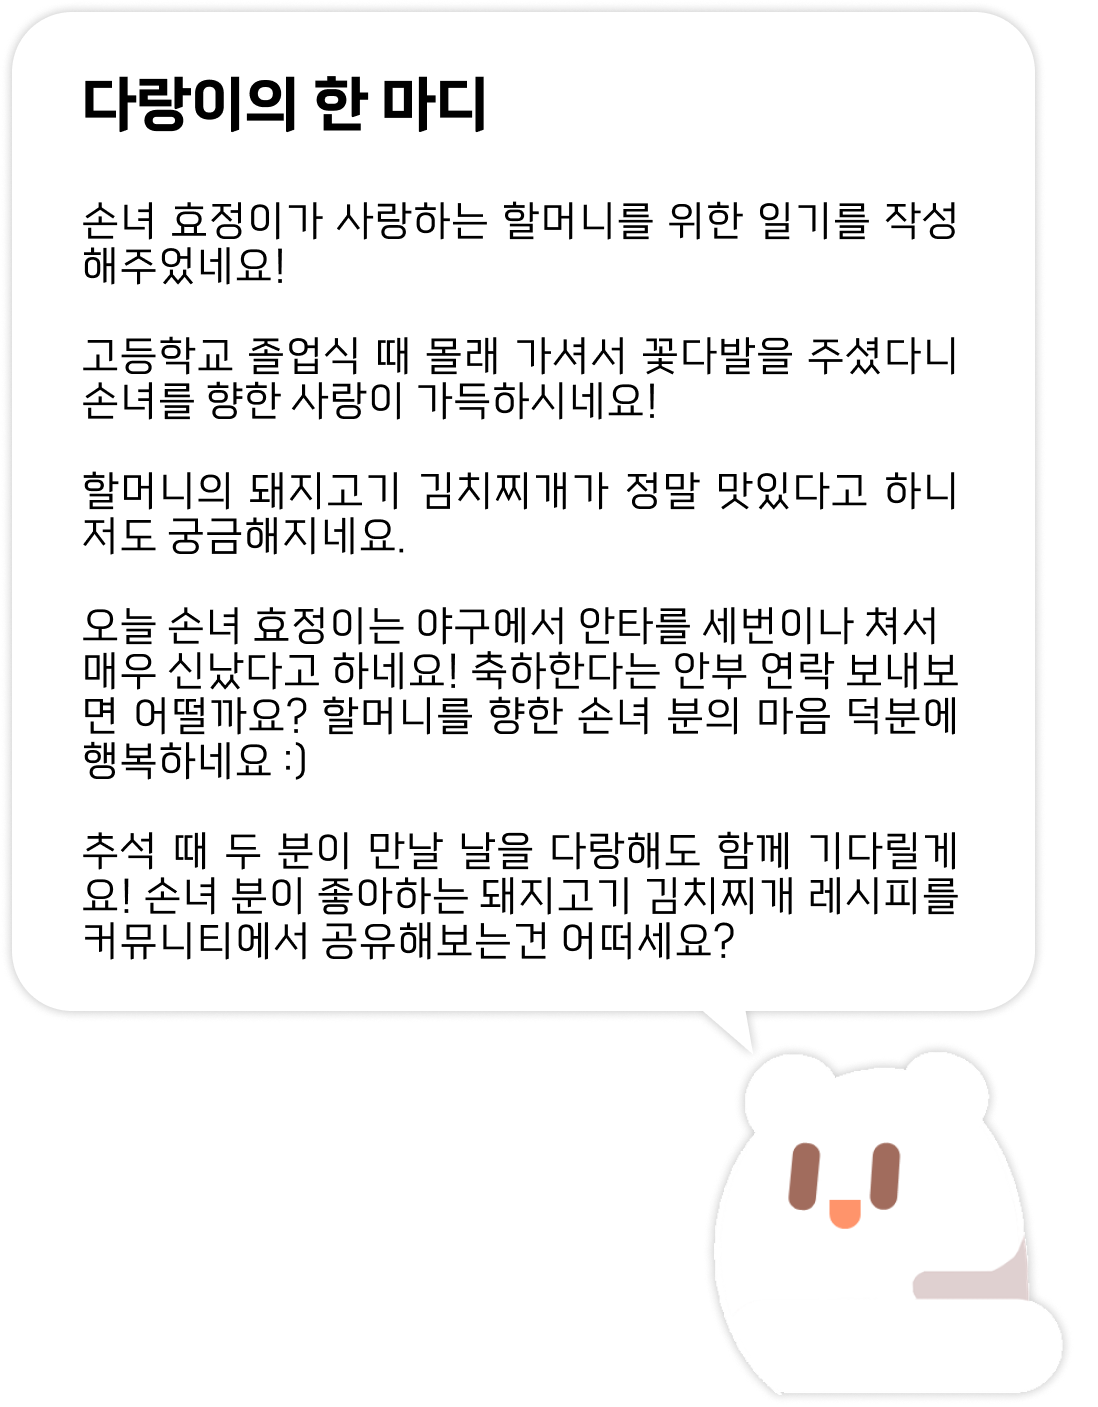 다랑이의 한 마디
손녀 효정이가 사랑하는 할머니를 위한 일기를 작성
해주었네요!
고등학교 졸업식 때 몰래 가셔서 꽃다발을 주셨다니
손녀를 향한 사랑이 가득하시네요!
할머니의 돼지고기 김치찌개가 정말 맛있다고 하니
저도 궁금해지네요.
오늘 손녀 효정이는 야구에서 안타를 세번이나 쳐서
매우 신났다고 하네요! 축하한다는 안부 연락 보내보
면 어떨까요? 할머니를 향한 손녀 분의 마음 덕분에
행복하네요 :)
추석 때 두 분이 만날 날을 다랑해도 함께 기다릴게
요! 손녀 분이 좋아하는 돼지고기 김치찌개 레시피를
커뮤니티에서 공유해보는건 어떠세요?